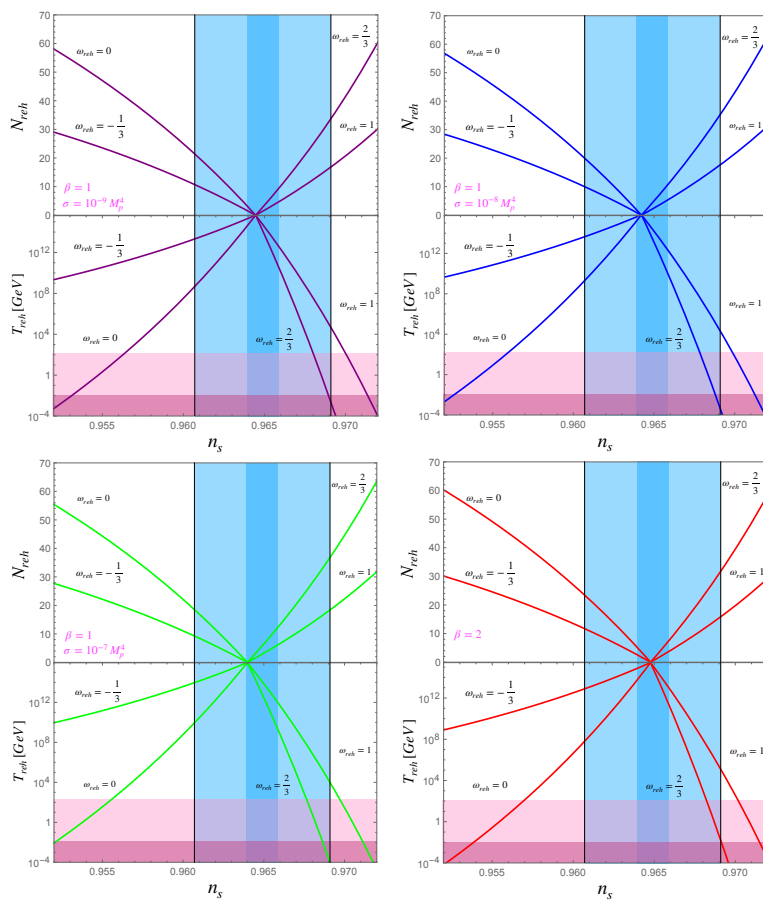 70
60
50
40
30
20
10
0
N_reh
ω_reh = 0
ω_reh = -1/3
ω_reh = 2/3
ω_reh = 1
β = 1
σ = 10^-9 M_p^4
10^12
10^8
10^4
1
10^-4
T_reh [GeV]
ω_reh = -1/3
ω_reh = 0
ω_reh = 2/3
ω_reh = 1
0.955
0.960
0.965
0.970
n_s
70
60
50
40
30
20
10
0
N_reh
ω_reh = 0
ω_reh = -1/3
ω_reh = 2/3
ω_reh = 1
β = 1
σ = 10^-8 M_p^4
10^12
10^8
10^4
1
10^-4
T_reh [GeV]
ω_reh = -1/3
ω_reh = 0
ω_reh = 2/3
ω_reh = 1
0.955
0.960
0.965
0.970
n_s
70
60
50
40
30
20
10
0
N_reh
ω_reh = 0
ω_reh = -1/3
ω_reh = 2/3
ω_reh = 1
β = 1
σ = 10^-7 M_p^4
10^12
10^8
10^4
1
10^-4
T_reh [GeV]
ω_reh = -1/3
ω_reh = 0
ω_reh = 2/3
ω_reh = 1
0.955
0.960
0.965
0.970
n_s
70
60
50
40
30
20
10
0
N_reh
ω_reh = 0
ω_reh = -1/3
ω_reh = 2/3
ω_reh = 1
β = 2
10^12
10^8
10^4
1
10^-4
T_reh [GeV]
ω_reh = -1/3
ω_reh = 0
ω_reh = 2/3
ω_reh = 1
0.955
0.960
0.965
0.970
n_s